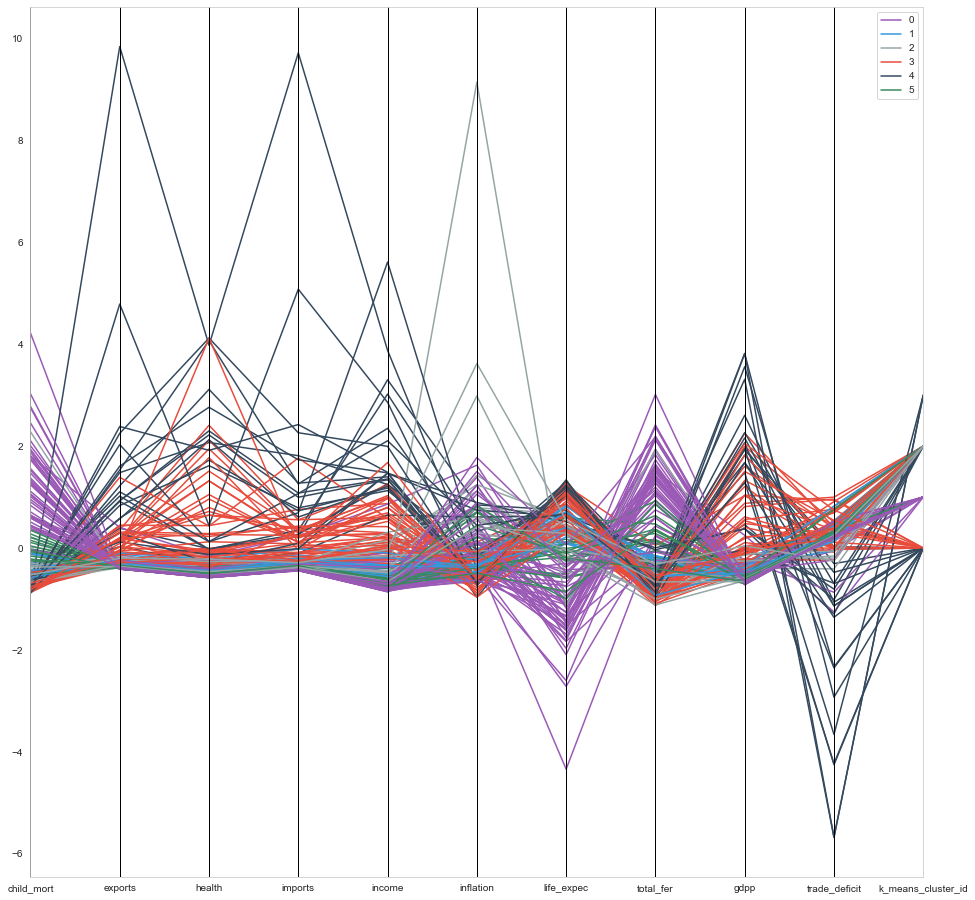 10
8
6
4
2
0
−2
−4
−6
0
1
2
3
4
5
child_mort
exports
health
imports
income
inflation
life_expec
total_fer
gdpp
trade_deficit
k_means_cluster_id